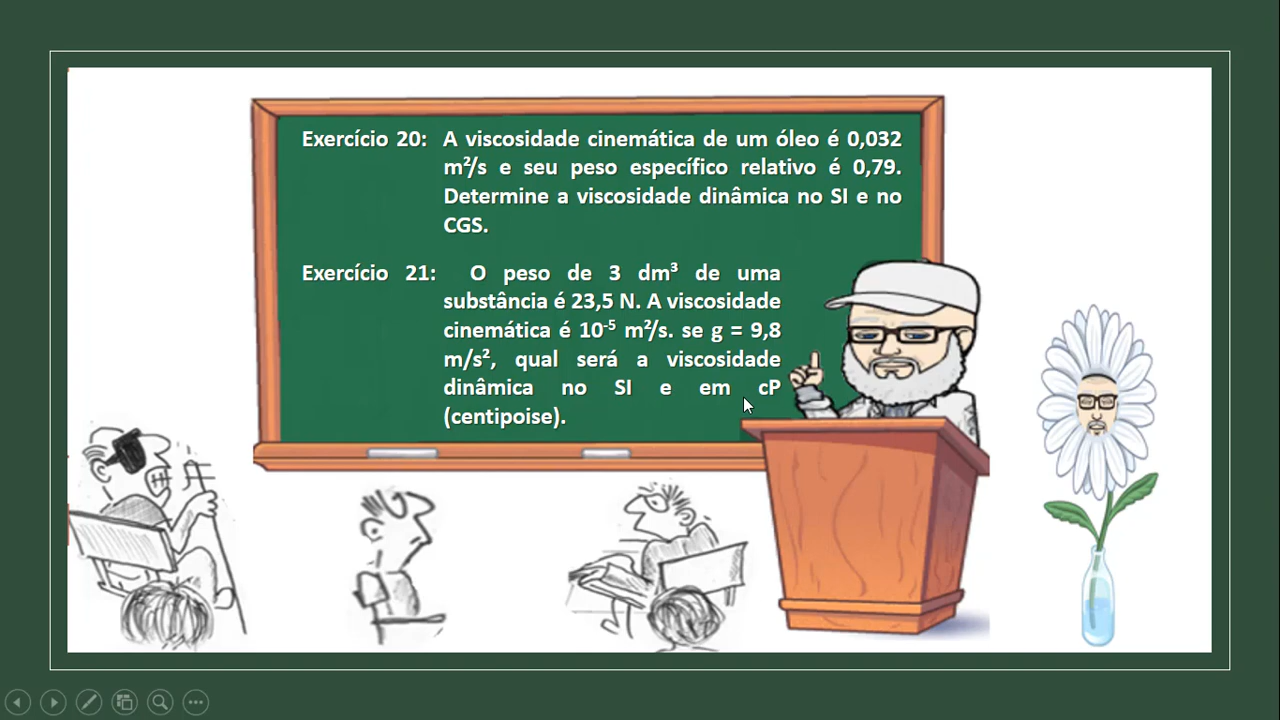 Exercício 20: A viscosidade cinemática de um óleo é 0,032
m²/s e seu peso específico relativo é 0,79.
Determine a viscosidade dinâmica no SI e no
CGS.
Exercício 21: O peso de 3 dm³ de uma
substância é 23,5 N. A viscosidade
cinemática é 10⁻⁵ m²/s. se g = 9,8
m/s², qual será a viscosidade
dinâmica no SI e em cP
(centipoise).